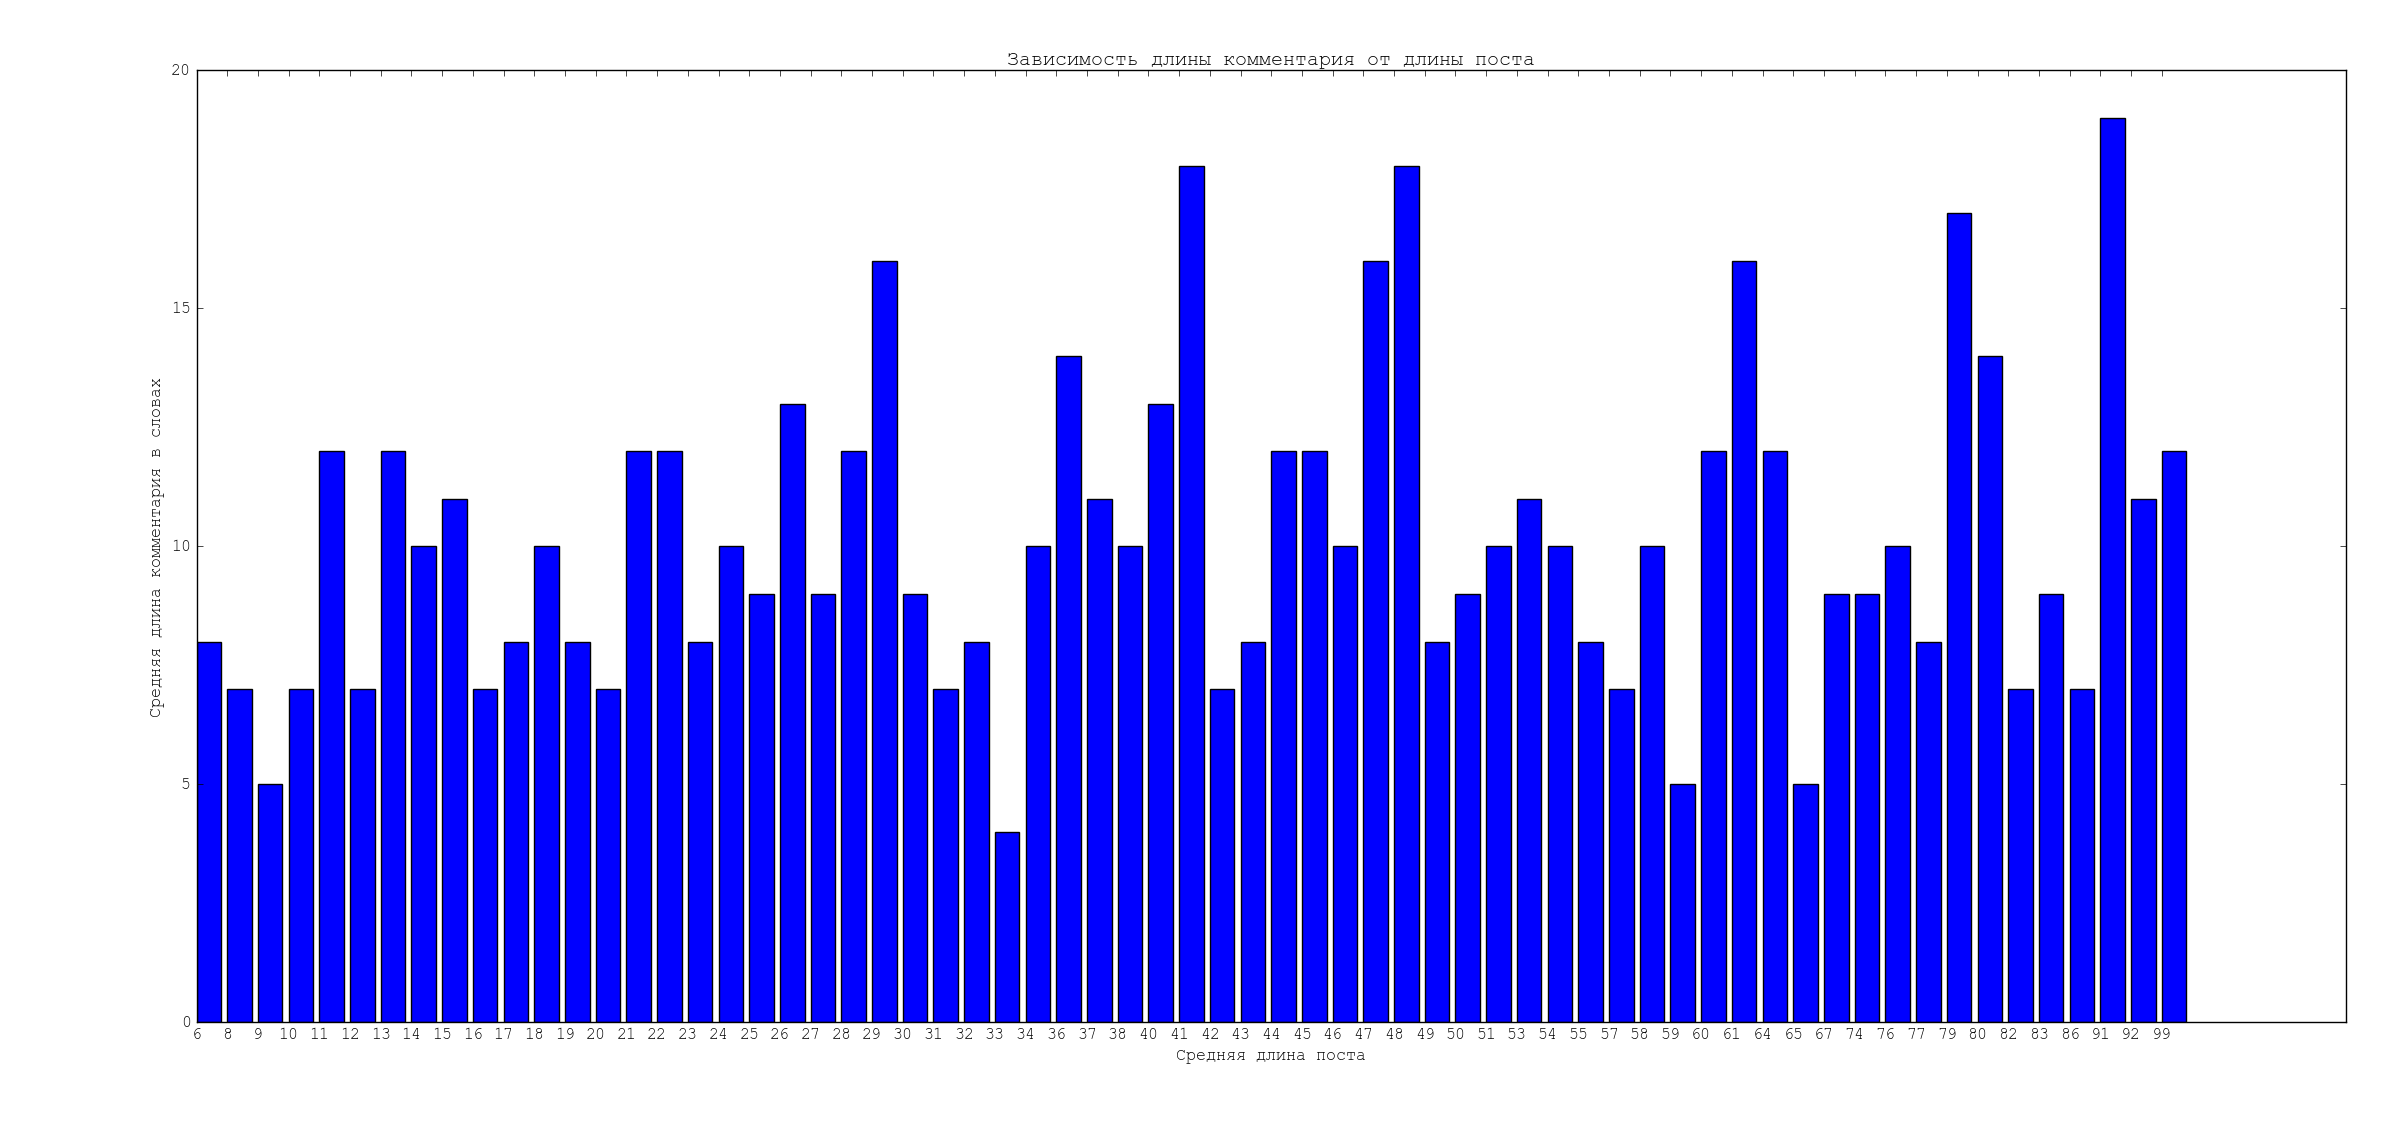 Зависимость длины комментария от длины поста
20
15
10
5
0
Средняя длина комментария в словах
6 8 9 10 11 12 13 14 15 16 17 18 19 20 21 22 23 24 25 26 27 28 29 30 31 32 33 34 36 37 38 40 41 42 43 44 45 46 47 48 49 50 51 53 54 55 57 58 59 60 61 64 65 67 74 76 77 79 80 82 83 86 91 92 99
Средняя длина поста